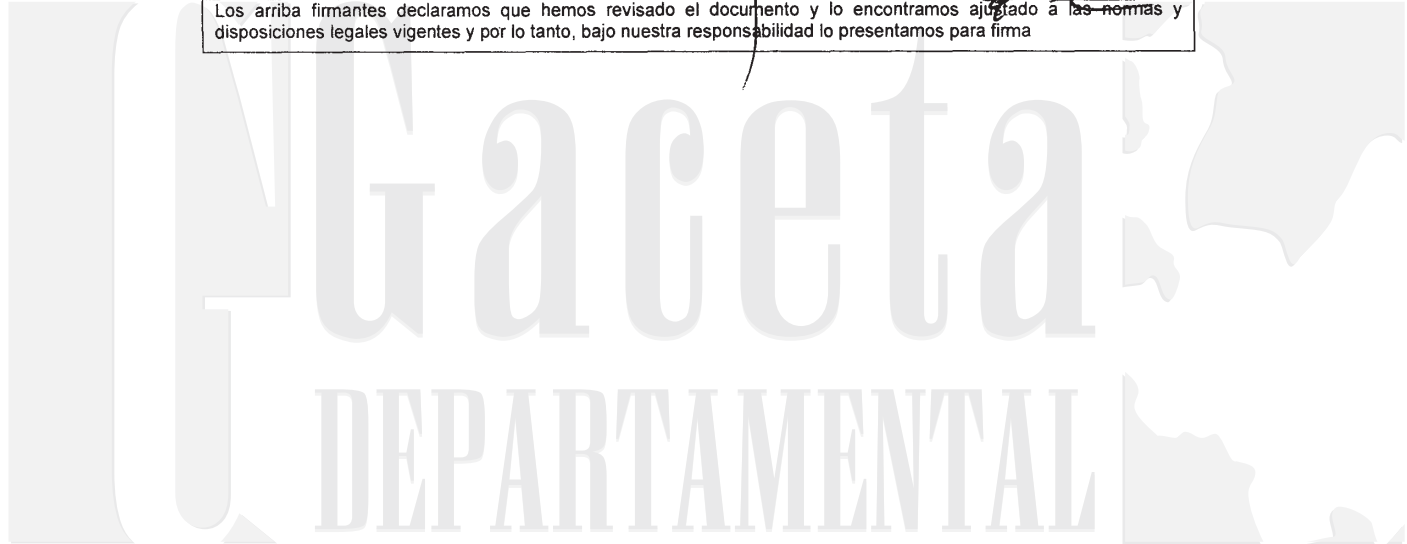 Los arriba firmantes declaramos que hemos revisado el documento y lo encontramos ajustado a las normas y
disposiciones legales vigentes y por lo tanto, bajo nuestra responsabilidad lo presentamos para firma
Gaceta
DEPARTAMENTAL